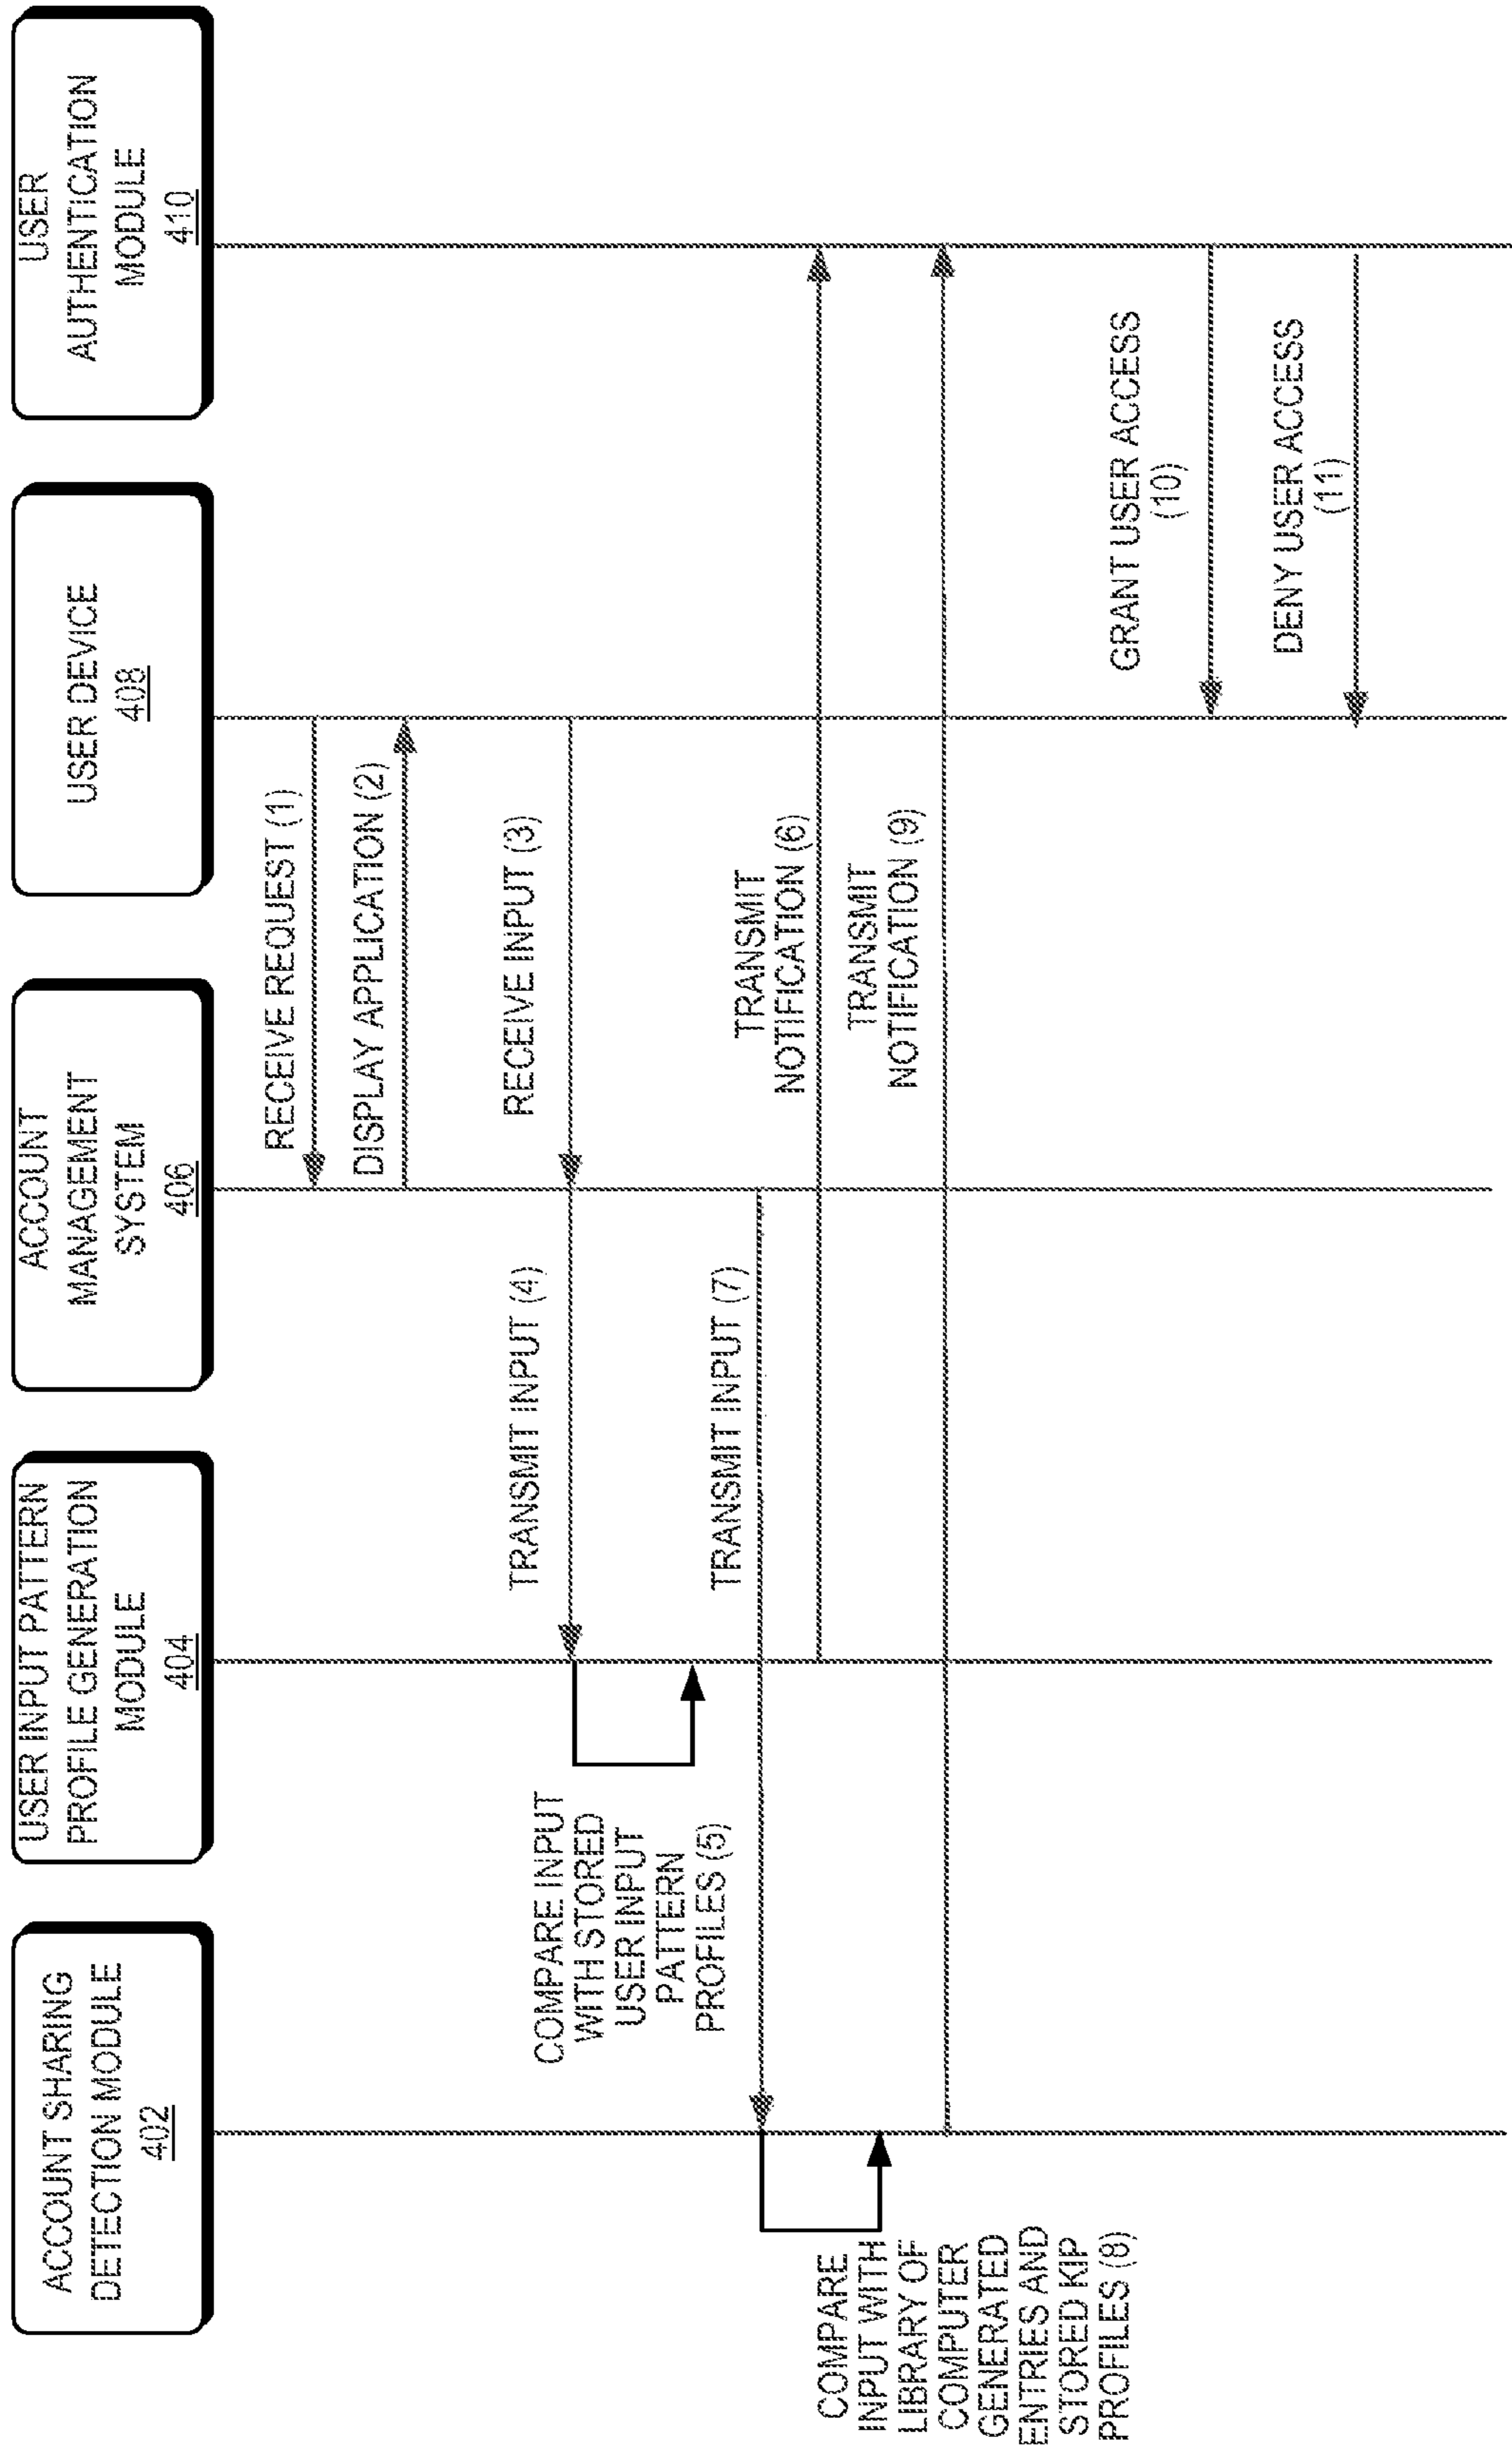 ACCOUNT SHARING
DETECTION MODULE
402
USER INPUT PATTERN
PROFILE GENERATION
MODULE
404
ACCOUNT
MANAGEMENT
SYSTEM
406
USER DEVICE
408
USER
AUTHENTICATION
MODULE
410
RECEIVE REQUEST (1)
DISPLAY APPLICATION (2)
RECEIVE INPUT (3)
TRANSMIT INPUT (4)
COMPARE INPUT
WITH STORED
USER INPUT
PATTERN
PROFILES (5)
TRANSMIT
NOTIFICATION (6)
TRANSMIT INPUT (7)
COMPARE
INPUT WITH
LIBRARY OF
COMPUTER
GENERATED
ENTRIES AND
STORED KIP
PROFILES (8)
TRANSMIT
NOTIFICATION (9)
GRANT USER ACCESS
(10)
DENY USER ACCESS
(11)